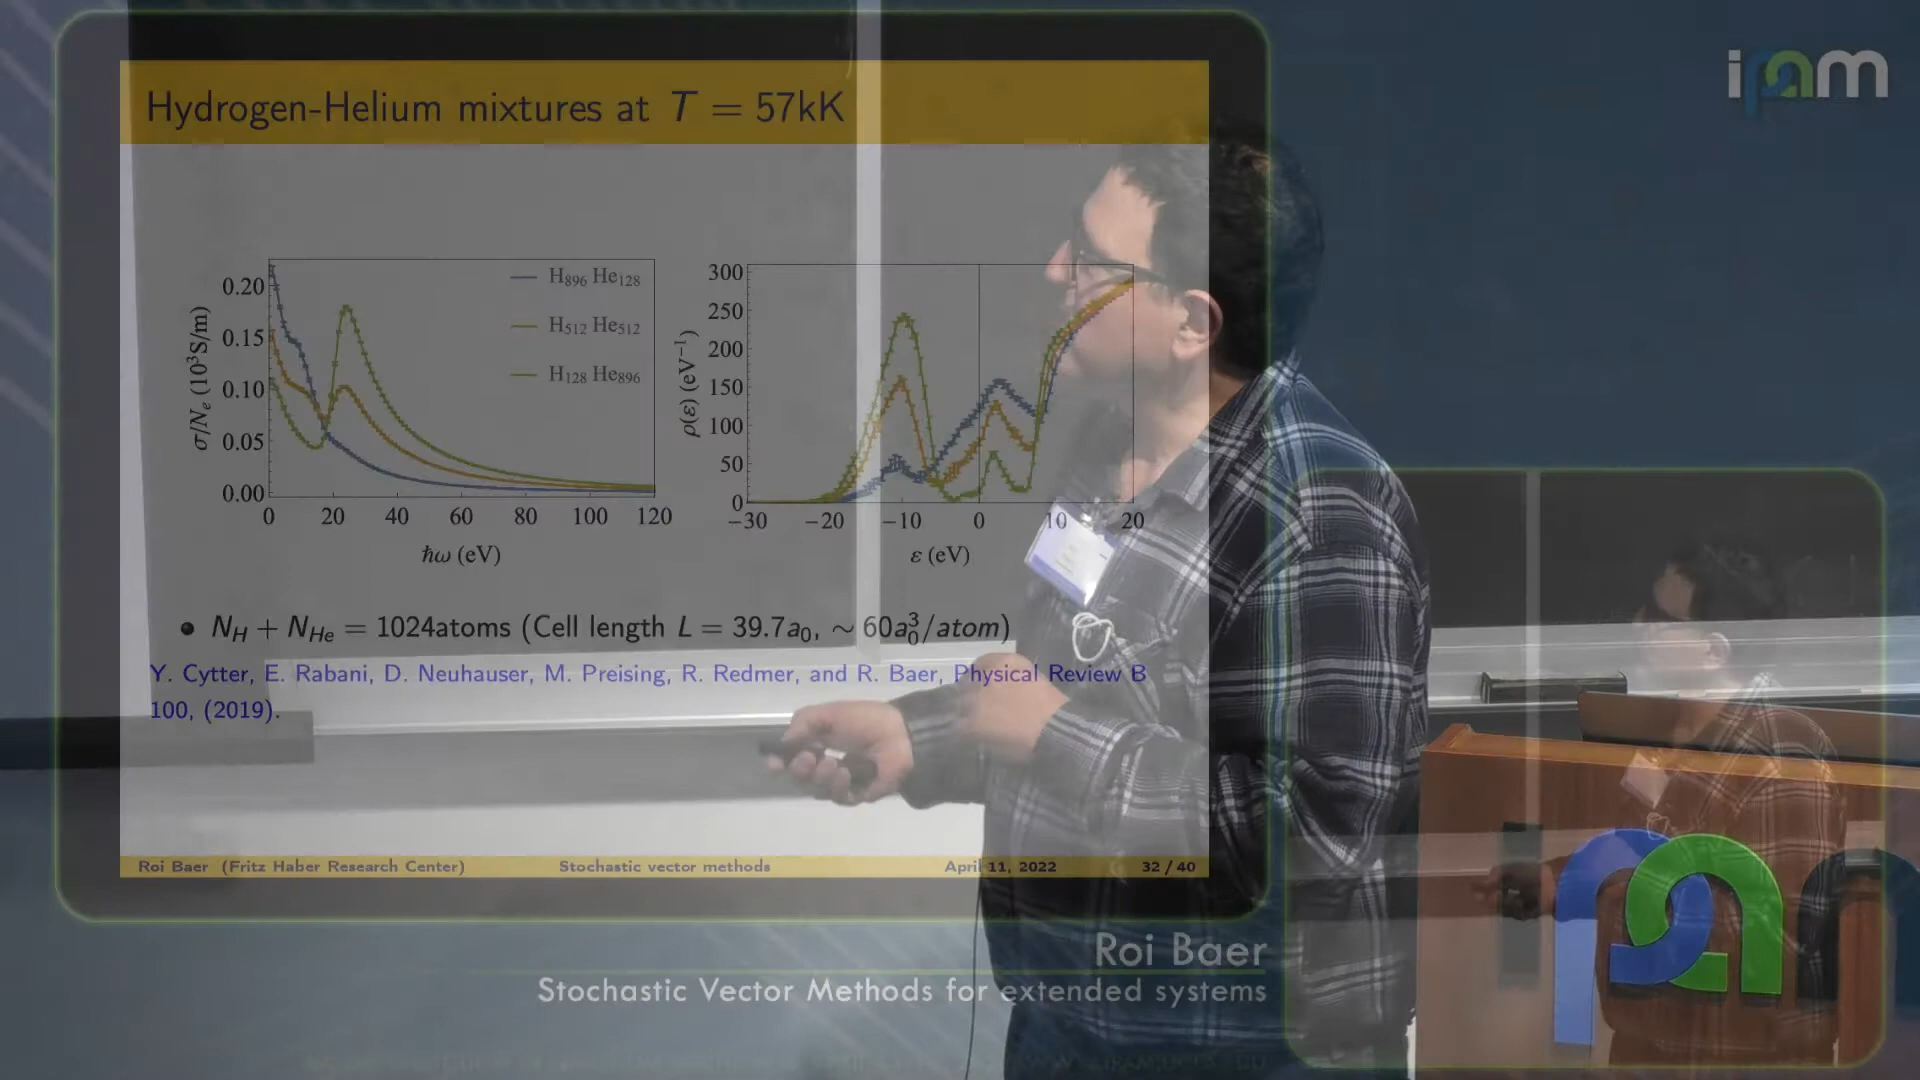 ipam
Hydrogen-Helium mixtures at T = 57kK
0.20
0.15
0.10
0.05
0.00
σ/Nₑ (10³S/m)
H₈₉₆ He₁₂₈
H₅₁₂ He₅₁₂
H₁₂₈ He₈₉₆
0 20 40 60 80 100 120
ħω (eV)
300
250
200
150
100
50
0
ρ(ε) (eV⁻¹)
−30 −20 −10 0 10 20
ε (eV)
• N_H + N_He = 1024atoms (Cell length L = 39.7a₀, ∼ 60a₀³/atom)
Y. Cytter, E. Rabani, D. Neuhauser, M. Preising, R. Redmer, and R. Baer, Physical Review B
100, (2019).
Roi Baer (Fritz Haber Research Center) Stochastic vector methods April 11, 2022 32 / 40
Roi Baer
Stochastic Vector Methods for extended systems